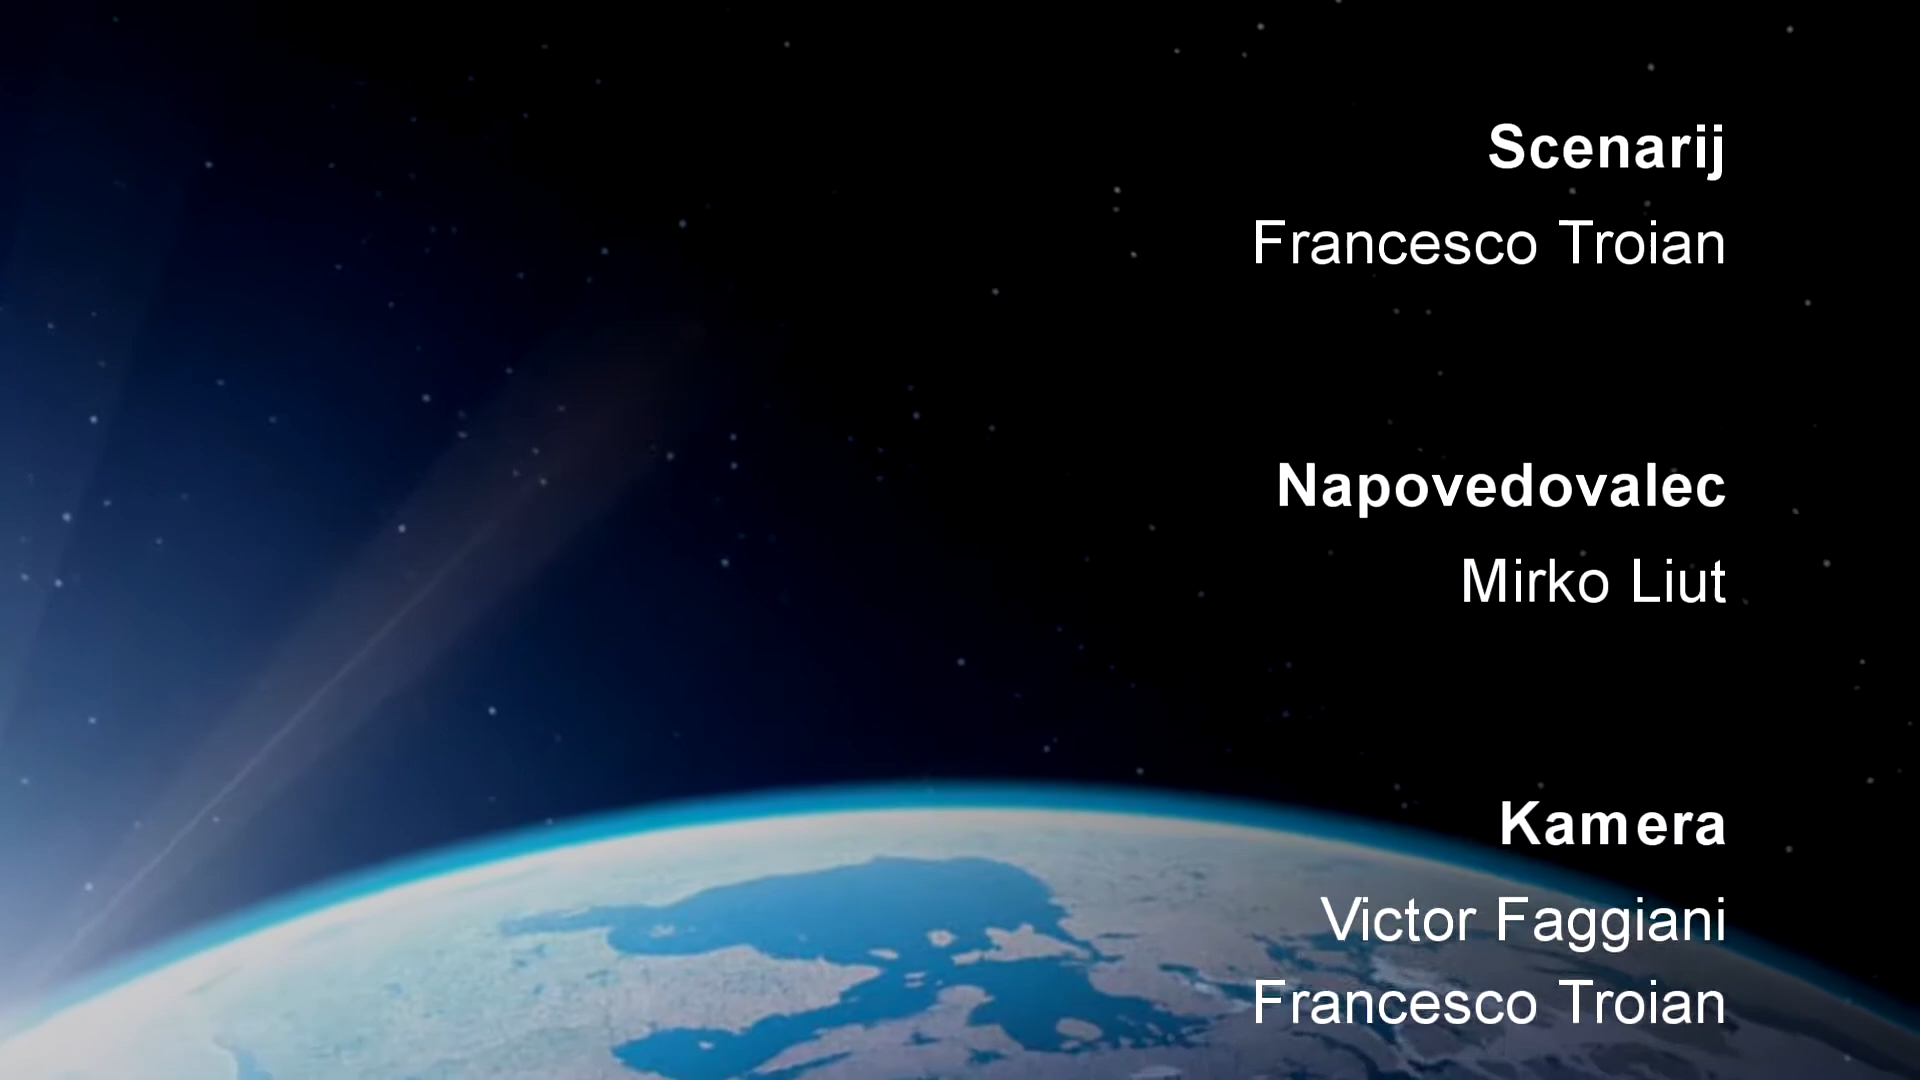 Scenarij
Francesco Troian
Napovedovalec
Mirko Liut
Kamera
Victor Faggiani
Francesco Troian